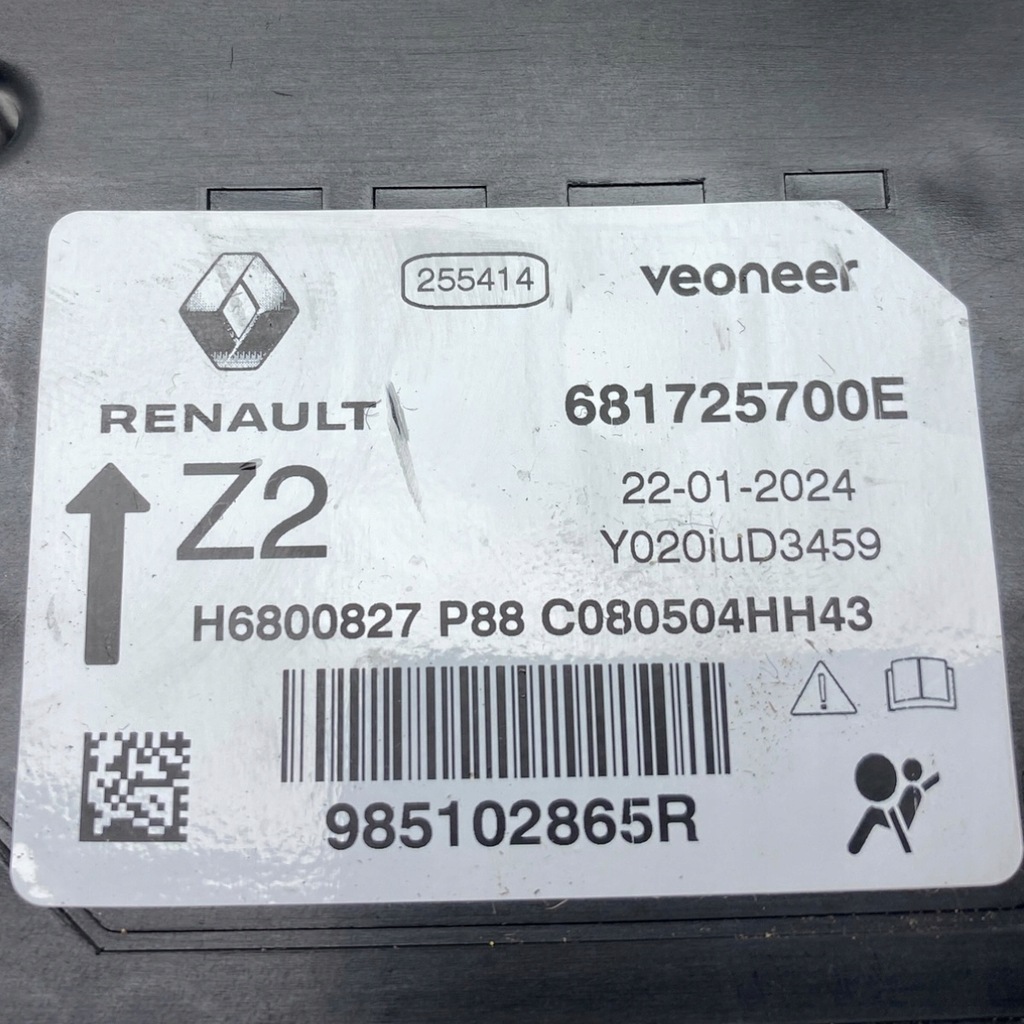 255414
veoneer
RENAULT
681725700E
Z2
22-01-2024
Y020iuD3459
H6800827 P88 C080504HH43
985102865R